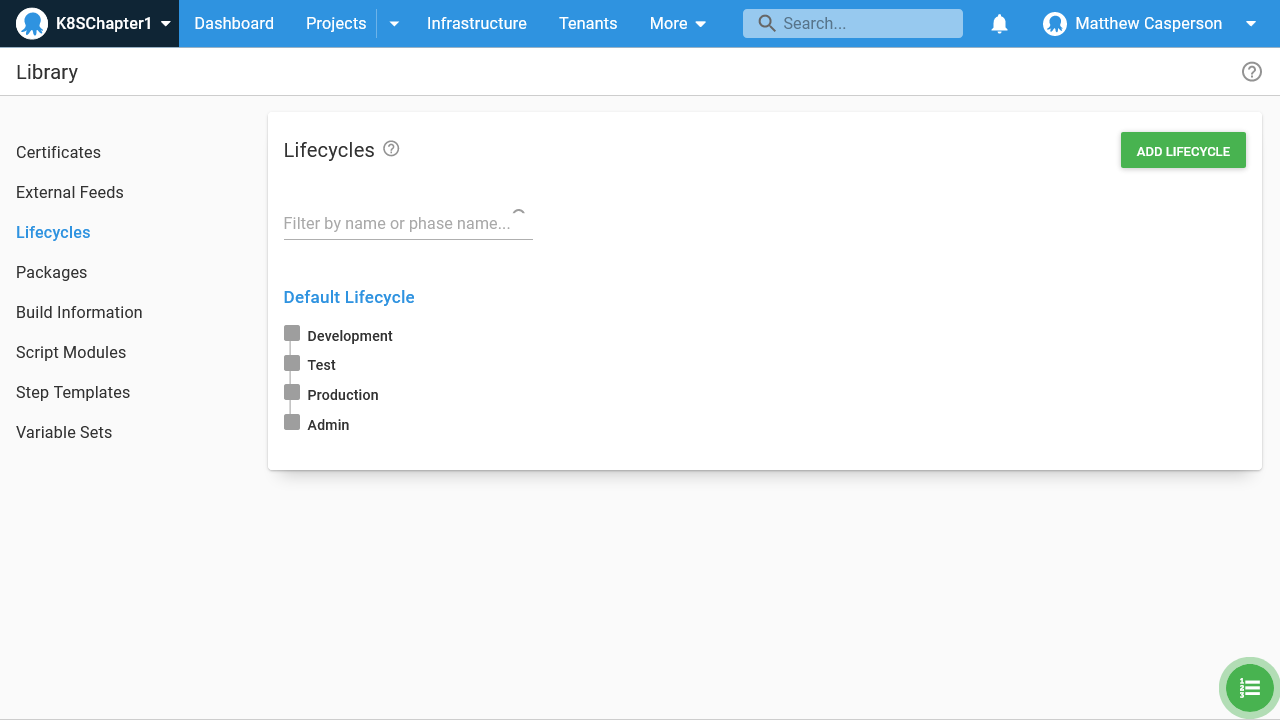 K8SChapter1
Dashboard
Projects
Infrastructure
Tenants
More
Search...
Matthew Casperson
Library
Certificates
External Feeds
Lifecycles
Packages
Build Information
Script Modules
Step Templates
Variable Sets
Lifecycles
ADD LIFECYCLE
Filter by name or phase name...
Default Lifecycle
Development
Test
Production
Admin